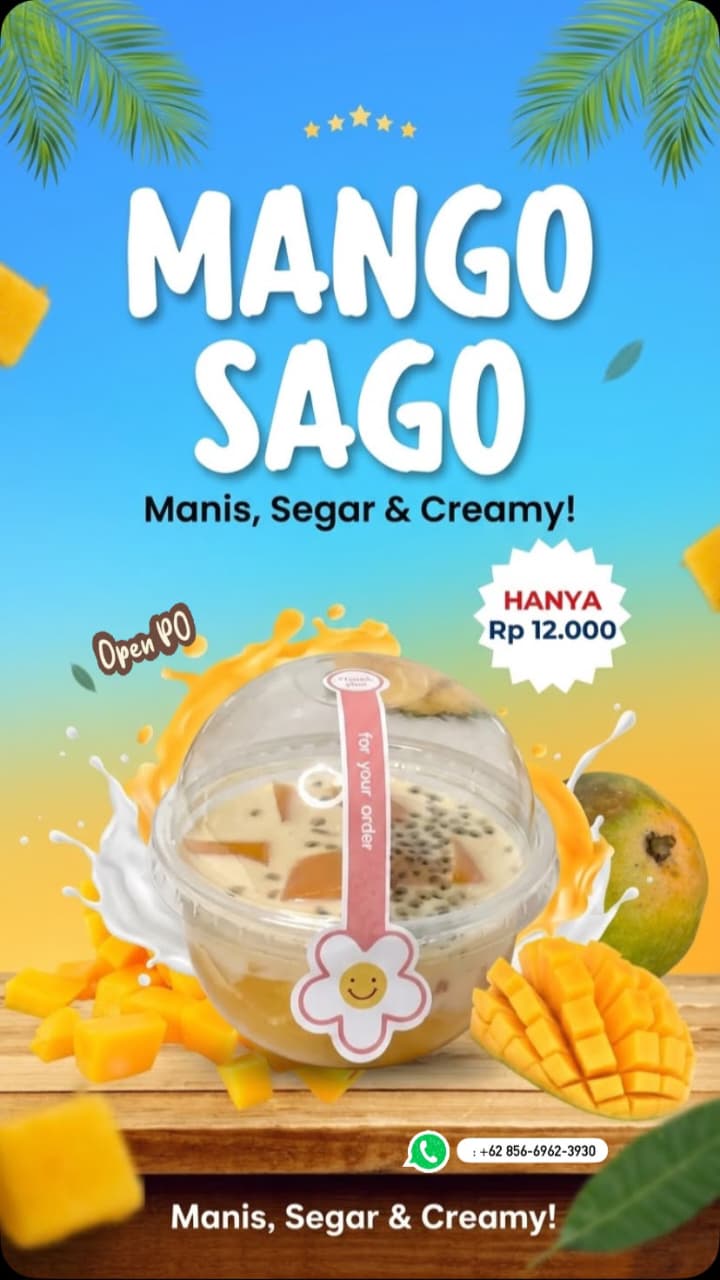 MANGO
SAGO
Manis, Segar & Creamy!
HANYA
Rp 12.000
Open PO
for your order
: +62 856-6962-3930
Manis, Segar & Creamy!